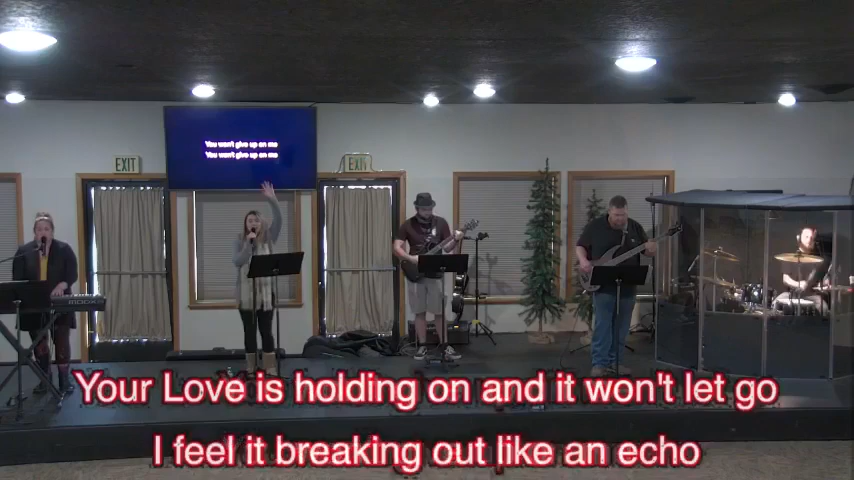 EXIT
You won't give up on me
You won't give up on me
EXIT
MOOG
Your Love is holding on and it won't let go
I feel it breaking out like an echo